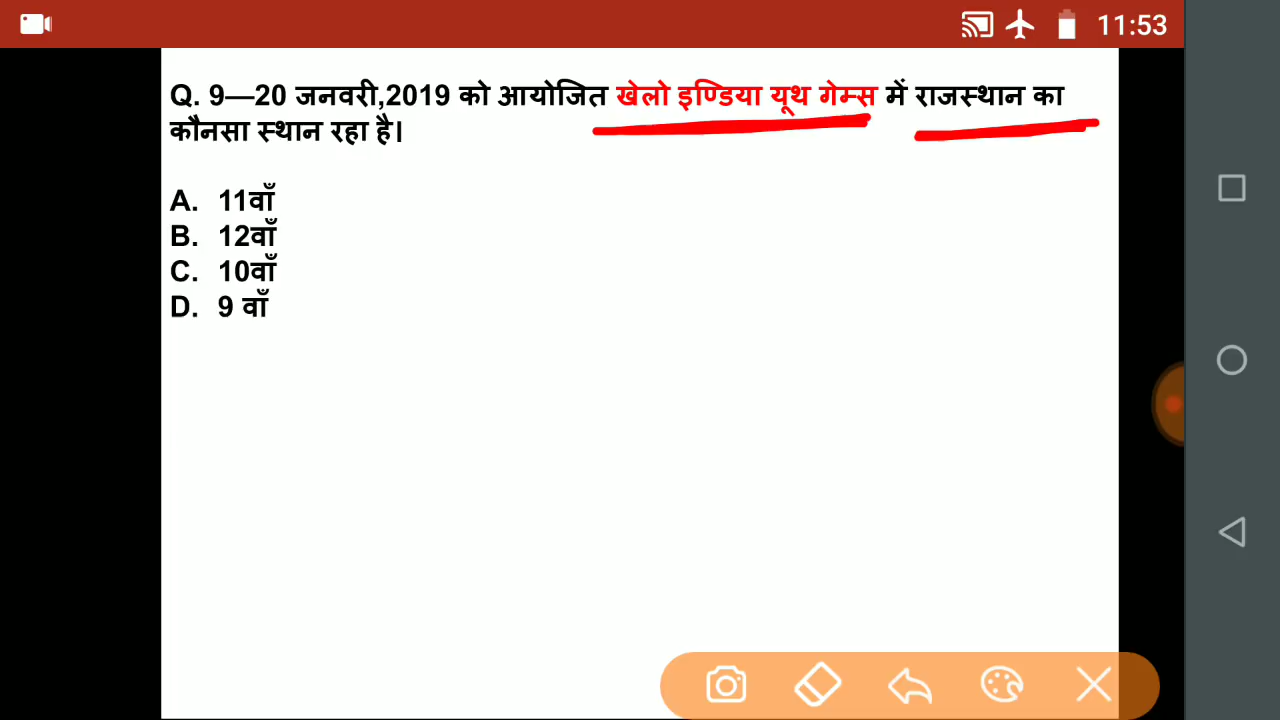 11:53
Q. 9—20 जनवरी,2019 को आयोजित खेलो इण्डिया यूथ गेम्स में राजस्थान का
कौनसा स्थान रहा है।
A. 11वाँ
B. 12वाँ
C. 10वाँ
D. 9 वाँ